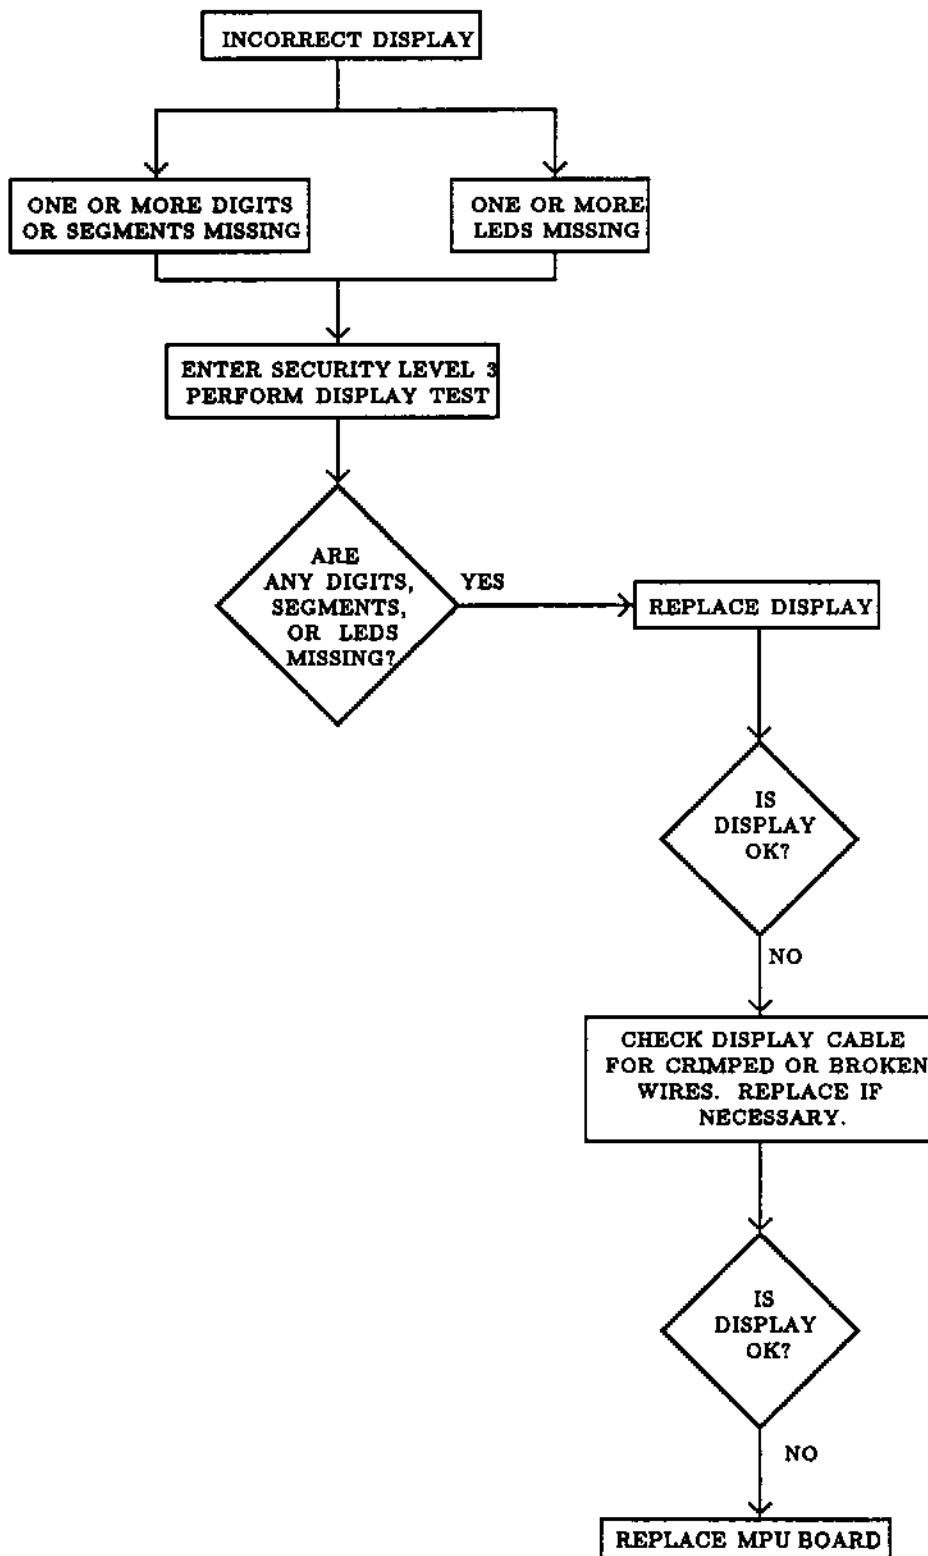 INCORRECT DISPLAY
ONE OR MORE DIGITS
OR SEGMENTS MISSING
ONE OR MORE
LEDS MISSING
ENTER SECURITY LEVEL 3
PERFORM DISPLAY TEST
ARE
ANY DIGITS,
SEGMENTS,
OR LEDS
MISSING?
YES
REPLACE DISPLAY
IS
DISPLAY
OK?
NO
CHECK DISPLAY CABLE
FOR CRIMPED OR BROKEN
WIRES. REPLACE IF
NECESSARY.
IS
DISPLAY
OK?
NO
REPLACE MPU BOARD